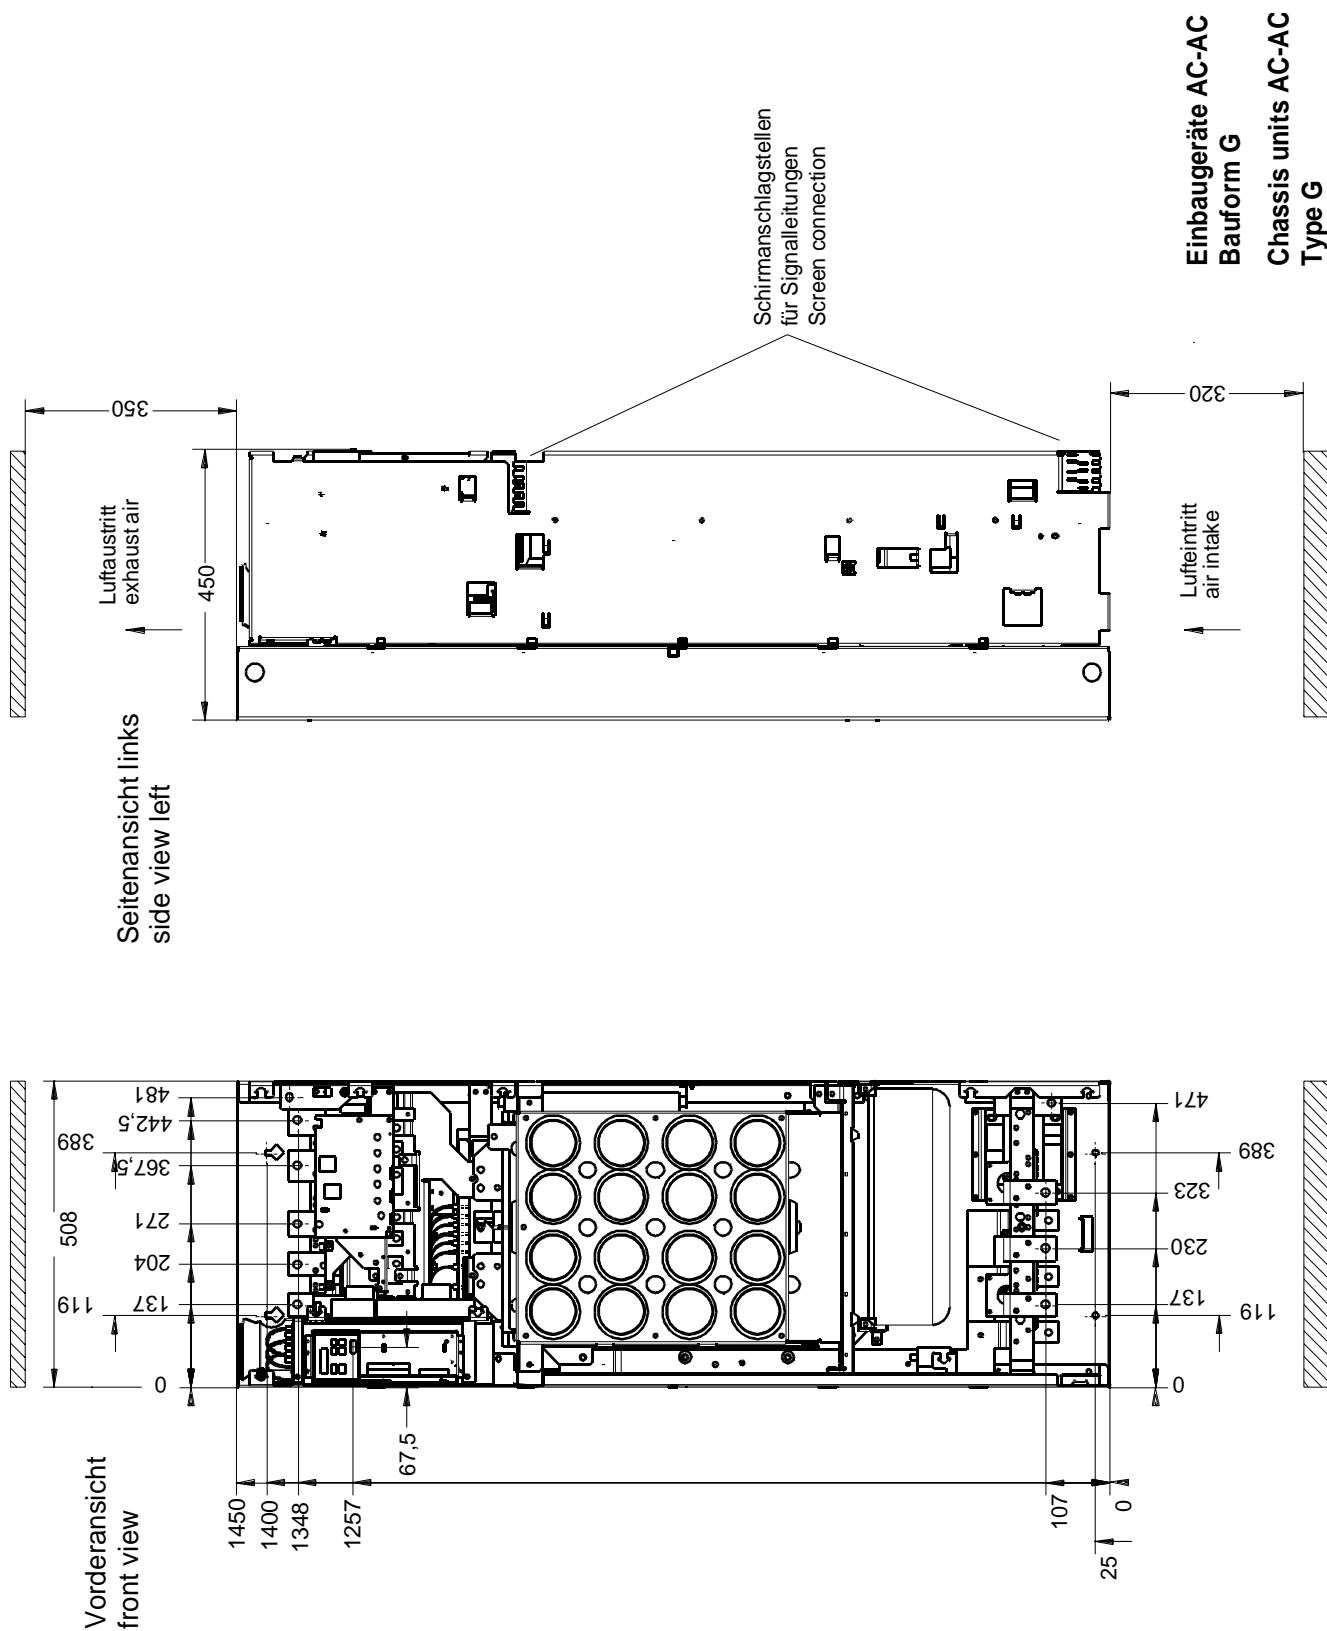 Vorderansicht
front view
508
119
389
0
137
204
271
367,5
442,5
481
1450
1400
1348
1257
67,5
107
0
25
0
137
230
323
471
119
389
Seitenansicht links
side view left
Luftaustritt
exhaust air
350
450
Schirmanschlagstellen
für Signalleitungen
Screen connection
Lufteintritt
air intake
320
Einbaugeräte AC-AC
Bauform G
Chassis units AC-AC
Type G